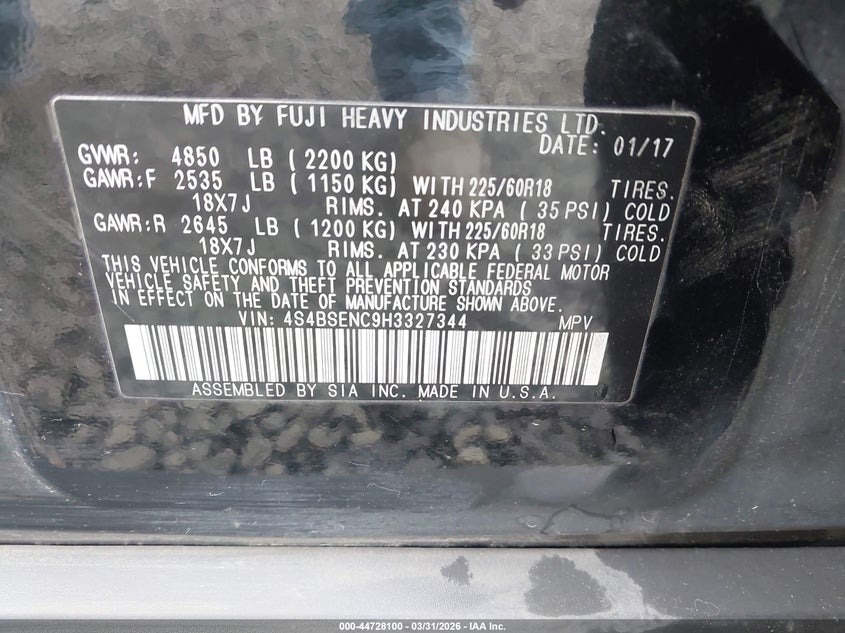 MFD BY FUJI HEAVY INDUSTRIES LTD.
DATE: 01/17
GVWR: 4850 LB (2200 KG)
GAWR:F 2535 LB (1150 KG) WITH 225/60R18 TIRES.
18X7J RIMS. AT 240 KPA (35 PSI) COLD
GAWR:R 2645 LB (1200 KG) WITH 225/60R18 TIRES.
18X7J RIMS. AT 230 KPA (33 PSI) COLD
THIS VEHICLE CONFORMS TO ALL APPLICABLE FEDERAL MOTOR
VEHICLE SAFETY AND THEFT PREVENTION STANDARDS
IN EFFECT ON THE DATE OF MANUFACTURE SHOWN ABOVE.
VIN: 4S4BSENC9H3327344 MPV
ASSEMBLED BY SIA INC. MADE IN U.S.A.
000-44728100 — 03/31/2026 — IAA Inc.